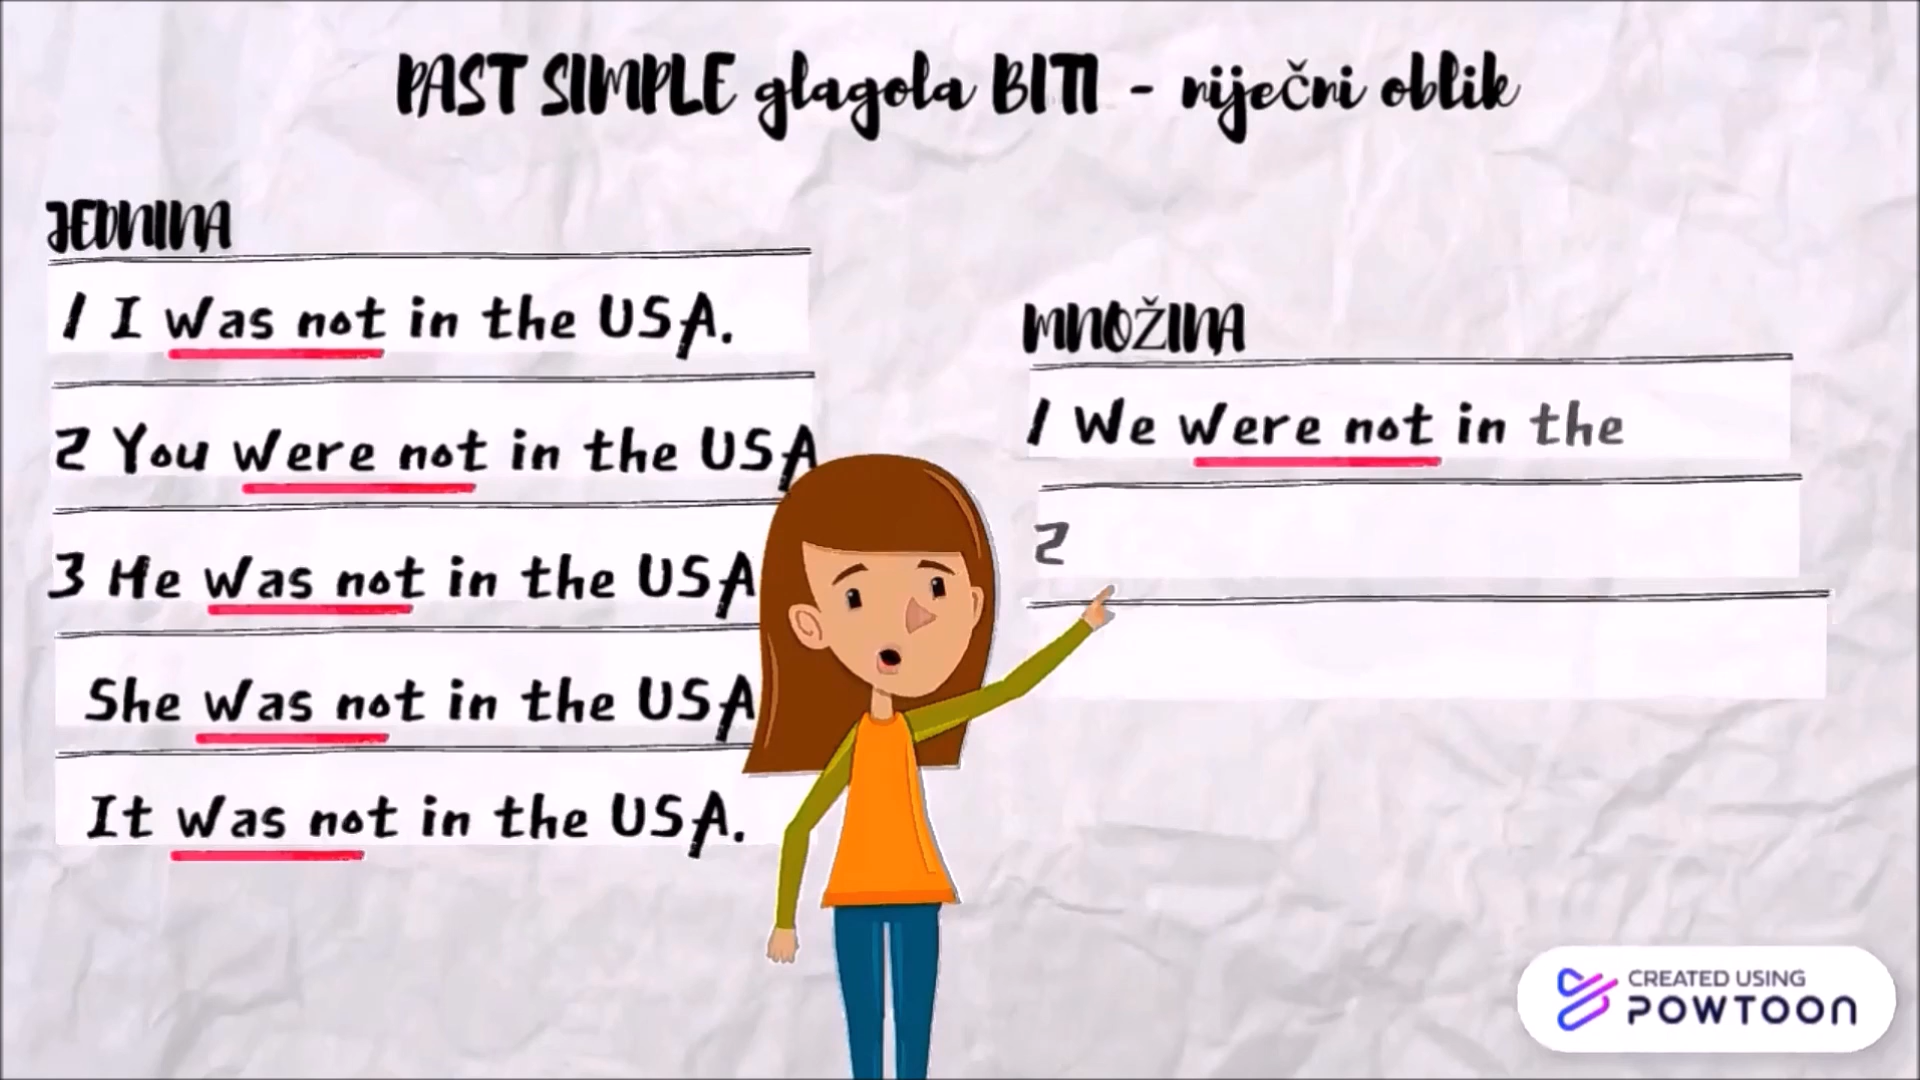 PAST SIMPLE glagola BITI - niječni oblik
JEDNINA
1 I was not in the USA.
2 You were not in the USA
3 He was not in the USA
She was not in the USA
It was not in the USA.
MNOŽINA
1 We were not in the
2
CREATED USING
POWTOON